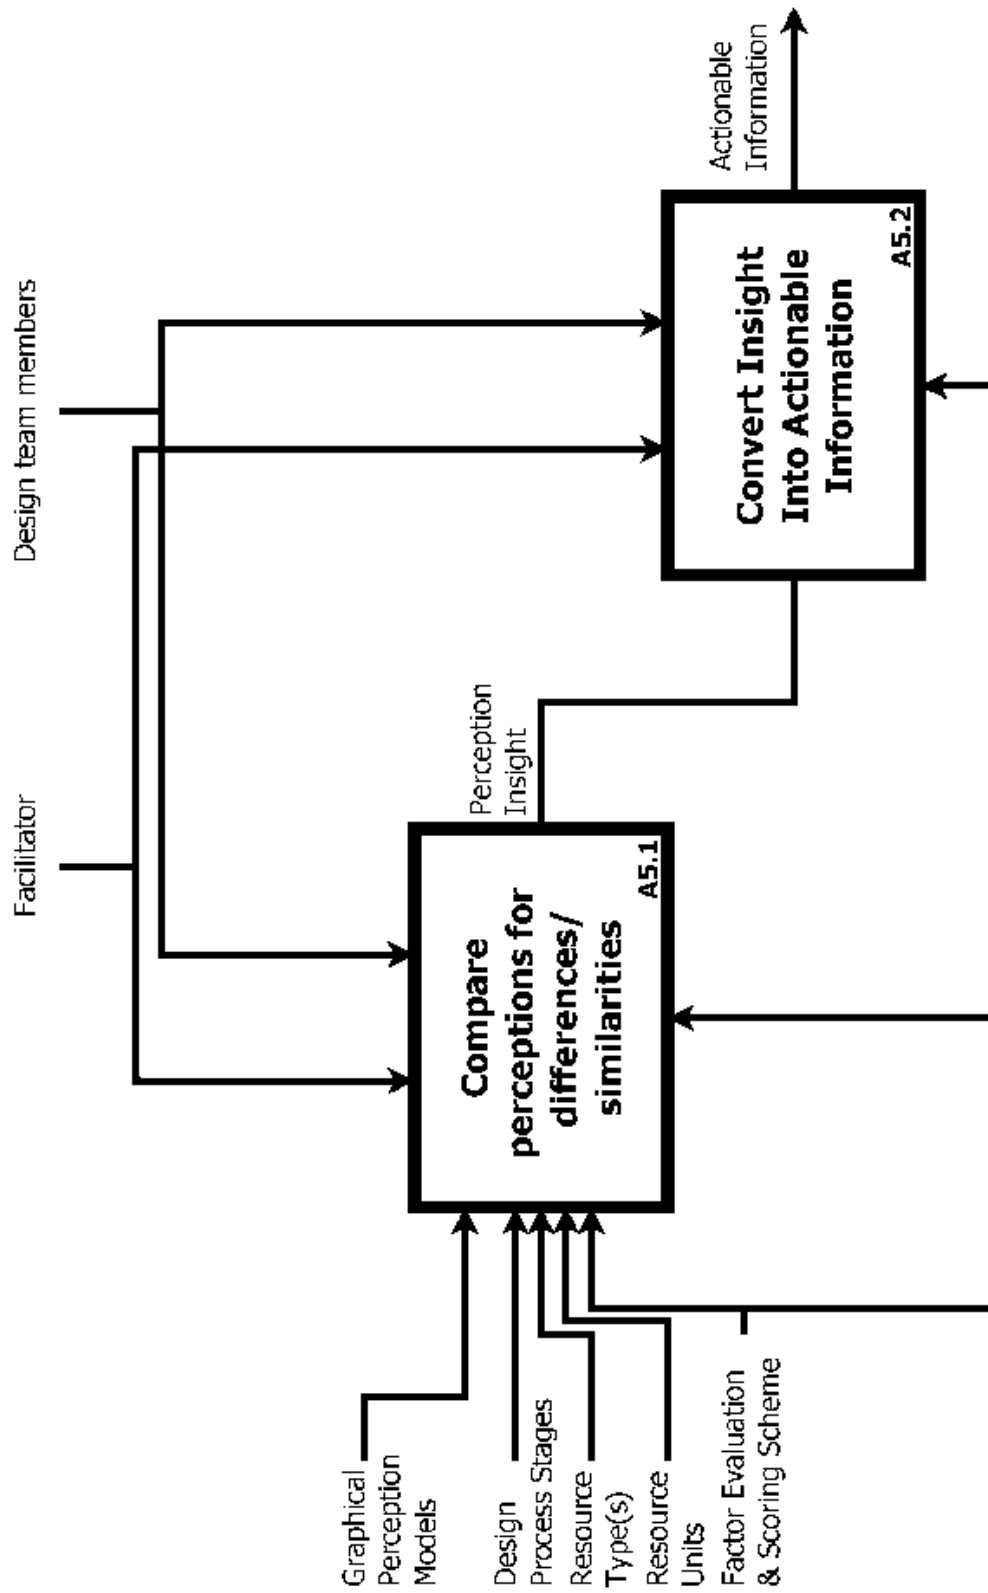 Facilitator
Design team members
Graphical
Perception
Models
Design
Process Stages
Resource
Type(s)
Resource
Units
Factor Evaluation
& Scoring Scheme
Compare
perceptions for
differences/
similarities
A5.1
Perception
Insight
Convert Insight
Into Actionable
Information
A5.2
Actionable
Information